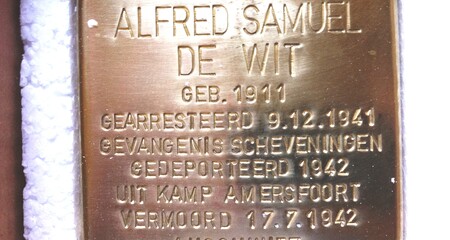 ALFRED SAMUEL
DE WIT
GEB. 1911
GEARRESTEERD 9.12.1941
GEVANGENIS SCHEVENINGEN
GEDEPORTEERD 1942
UIT KAMP AMERSFOORT
VERMOORD 17.7.1942